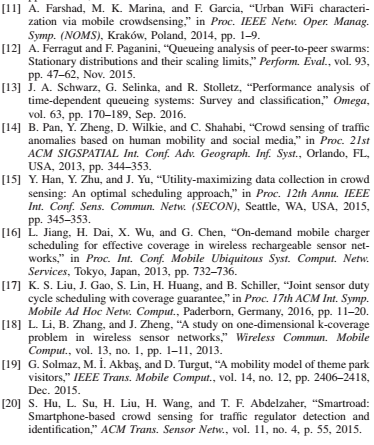 [11] A. Farshad, M. K. Marina, and F. Garcia, “Urban WiFi characteri-
zation via mobile crowdsensing,” in Proc. IEEE Netw. Oper. Manag.
Symp. (NOMS), Kraków, Poland, 2014, pp. 1–9.
[12] A. Ferragut and F. Paganini, “Queueing analysis of peer-to-peer swarms:
Stationary distributions and their scaling limits,” Perform. Eval., vol. 93,
pp. 47–62, Nov. 2015.
[13] J. A. Schwarz, G. Selinka, and R. Stolletz, “Performance analysis of
time-dependent queueing systems: Survey and classification,” Omega,
vol. 63, pp. 170–189, Sep. 2016.
[14] B. Pan, Y. Zheng, D. Wilkie, and C. Shahabi, “Crowd sensing of traffic
anomalies based on human mobility and social media,” in Proc. 21st
ACM SIGSPATIAL Int. Conf. Adv. Geograph. Inf. Syst., Orlando, FL,
USA, 2013, pp. 344–353.
[15] Y. Han, Y. Zhu, and J. Yu, “Utility-maximizing data collection in crowd
sensing: An optimal scheduling approach,” in Proc. 12th Annu. IEEE
Int. Conf. Sens. Commun. Netw. (SECON), Seattle, WA, USA, 2015,
pp. 345–353.
[16] L. Jiang, H. Dai, X. Wu, and G. Chen, “On-demand mobile charger
scheduling for effective coverage in wireless rechargeable sensor net-
works,” in Proc. Int. Conf. Mobile Ubiquitous Syst. Comput. Netw.
Services, Tokyo, Japan, 2013, pp. 732–736.
[17] K. S. Liu, J. Gao, S. Lin, H. Huang, and B. Schiller, “Joint sensor duty
cycle scheduling with coverage guarantee,” in Proc. 17th ACM Int. Symp.
Mobile Ad Hoc Netw. Comput., Paderborn, Germany, 2016, pp. 11–20.
[18] L. Li, B. Zhang, and J. Zheng, “A study on one-dimensional k-coverage
problem in wireless sensor networks,” Wireless Commun. Mobile
Comput., vol. 13, no. 1, pp. 1–11, 2013.
[19] G. Solmaz, M. İ. Akbaş, and D. Turgut, “A mobility model of theme park
visitors,” IEEE Trans. Mobile Comput., vol. 14, no. 12, pp. 2406–2418,
Dec. 2015.
[20] S. Hu, L. Su, H. Liu, H. Wang, and T. F. Abdelzaher, “Smartroad:
Smartphone-based crowd sensing for traffic regulator detection and
identification,” ACM Trans. Sensor Netw., vol. 11, no. 4, p. 55, 2015.